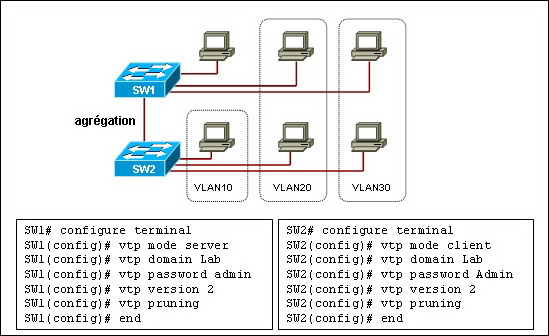 SW1
agrégation
SW2
VLAN10
VLAN20
VLAN30
SW1# configure terminal
SW1(config)# vtp mode server
SW1(config)# vtp domain Lab
SW1(config)# vtp password admin
SW1(config)# vtp version 2
SW1(config)# vtp pruning
SW1(config)# end
SW2# configure terminal
SW2(config)# vtp mode client
SW2(config)# vtp domain Lab
SW2(config)# vtp password Admin
SW2(config)# vtp version 2
SW2(config)# vtp pruning
SW2(config)# end